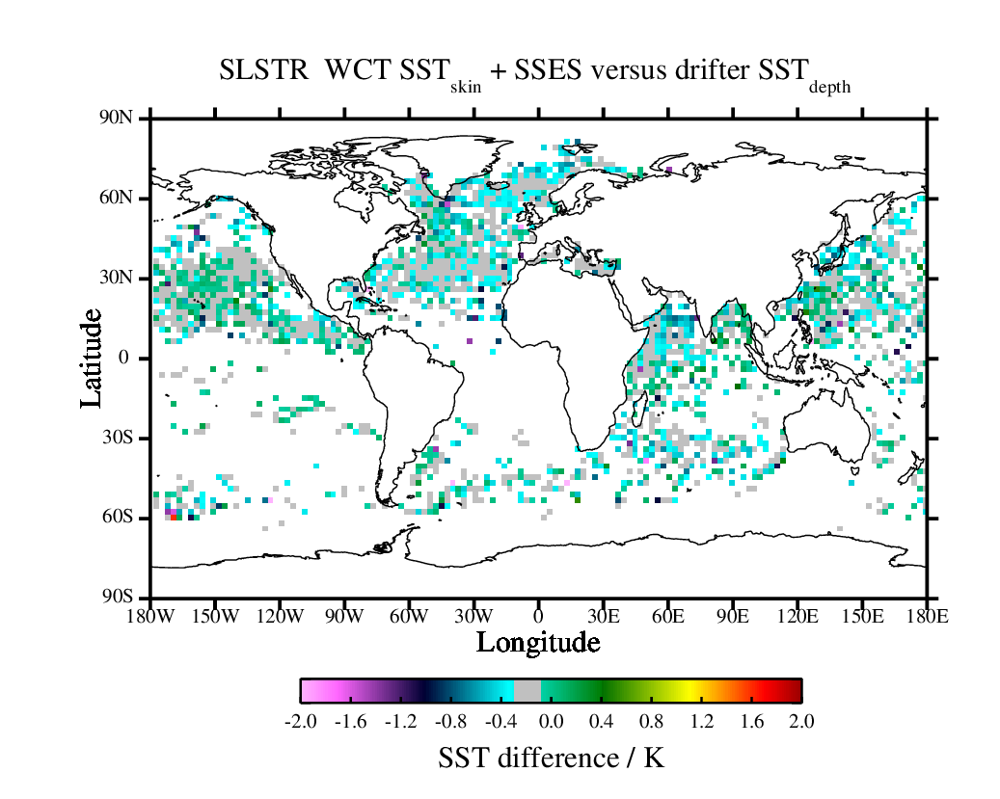 SLSTR WCT SSTskin + SSES versus drifter SSTdepth
90N
60N
30N
0
30S
60S
90S
Latitude
180W 150W 120W 90W 60W 30W 0 30E 60E 90E 120E 150E 180E
Longitude
-2.0 -1.6 -1.2 -0.8 -0.4 0.0 0.4 0.8 1.2 1.6 2.0
SST difference / K